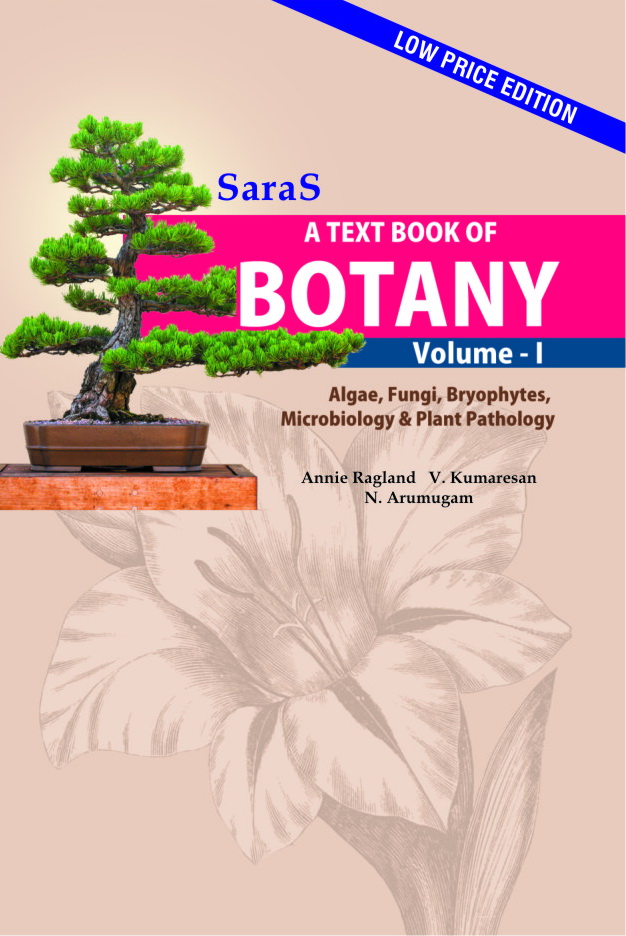 LOW PRICE EDITION
SaraS
A TEXT BOOK OF
BOTANY
Volume - I
Algae, Fungi, Bryophytes,
Microbiology & Plant Pathology
Annie Ragland V. Kumaresan
N. Arumugam